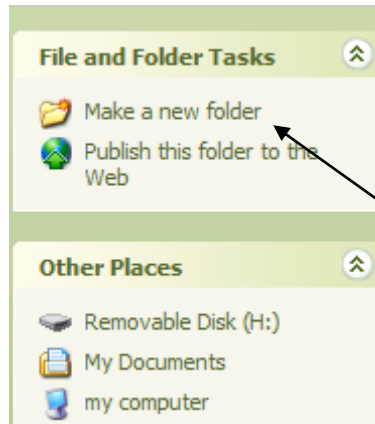 File and Folder Tasks
Make a new folder
Publish this folder to the
Web
Other Places
Removable Disk (H:)
My Documents
my computer